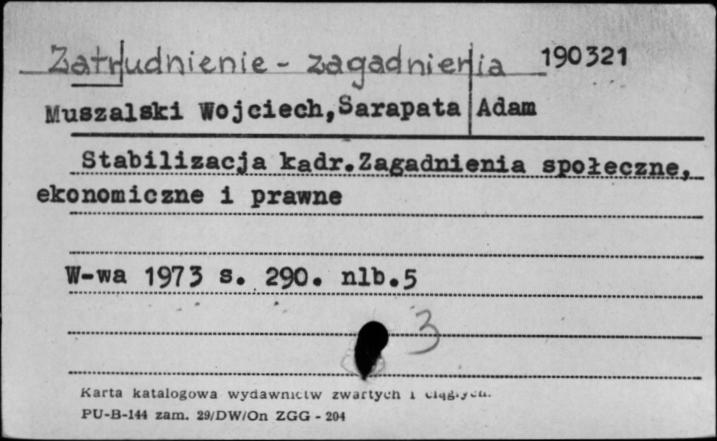 Zatrudnienie - zagadnienia 190321
Muszalski Wojciech, Sarapata Adam
Stabilizacja kadr. Zagadnienia społeczne,
ekonomiczne i prawne
W-wa 1973 s. 290. nlb. 5
3
Karta katalogowa wydawnictw zwartych i ciągłych.
PU-B-144 zam. 29/DW/On ZGG - 204